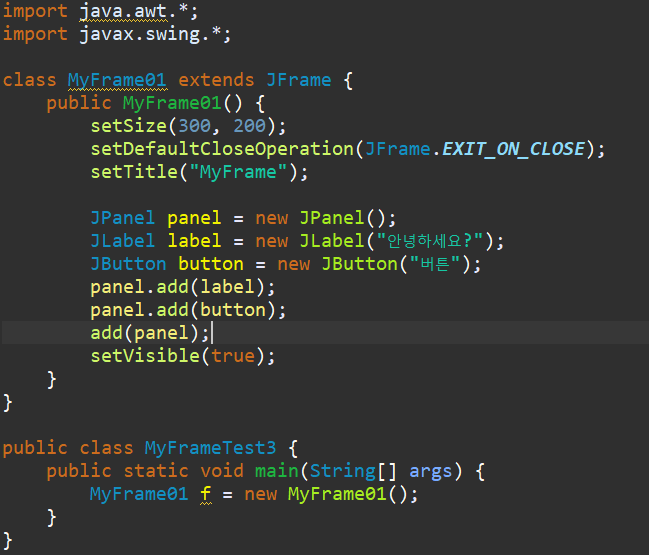 import java.awt.*;
import javax.swing.*;

class MyFrame01 extends JFrame {
    public MyFrame01() {
        setSize(300, 200);
        setDefaultCloseOperation(JFrame.EXIT_ON_CLOSE);
        setTitle("MyFrame");

        JPanel panel = new JPanel();
        JLabel label = new JLabel("안녕하세요?");
        JButton button = new JButton("버튼");
        panel.add(label);
        panel.add(button);
        add(panel);
        setVisible(true);
    }
}

public class MyFrameTest3 {
    public static void main(String[] args) {
        MyFrame01 f = new MyFrame01();
    }
}